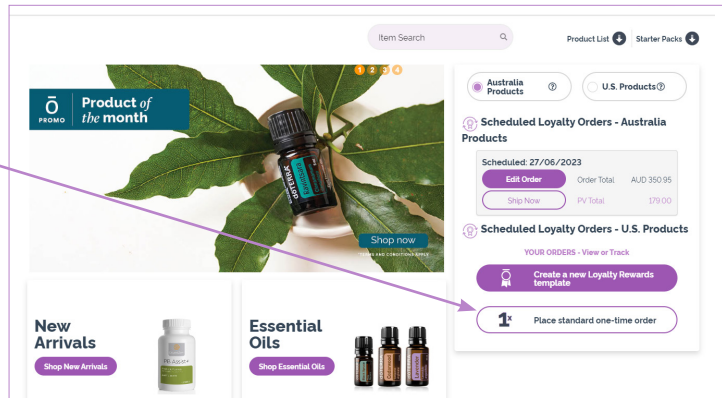 Item Search
Product List
Starter Packs
1 2 3 4
Ō
PROMO
Product of
the month
dōTERRA
Shop now
TERMS AND CONDITIONS APPLY
Australia
Products
?
U.S. Products
?
Scheduled Loyalty Orders - Australia
Products
Scheduled: 27/06/2023
Edit Order
Order Total
AUD 350.95
Ship Now
PV Total
179.00
Scheduled Loyalty Orders - U.S. Products
YOUR ORDERS - View or Track
Create a new Loyalty Rewards
template
1x
Place standard one-time order
New
Arrivals
Shop New Arrivals
PB Assist+
Essential
Oils
Shop Essential Oils
Lavender